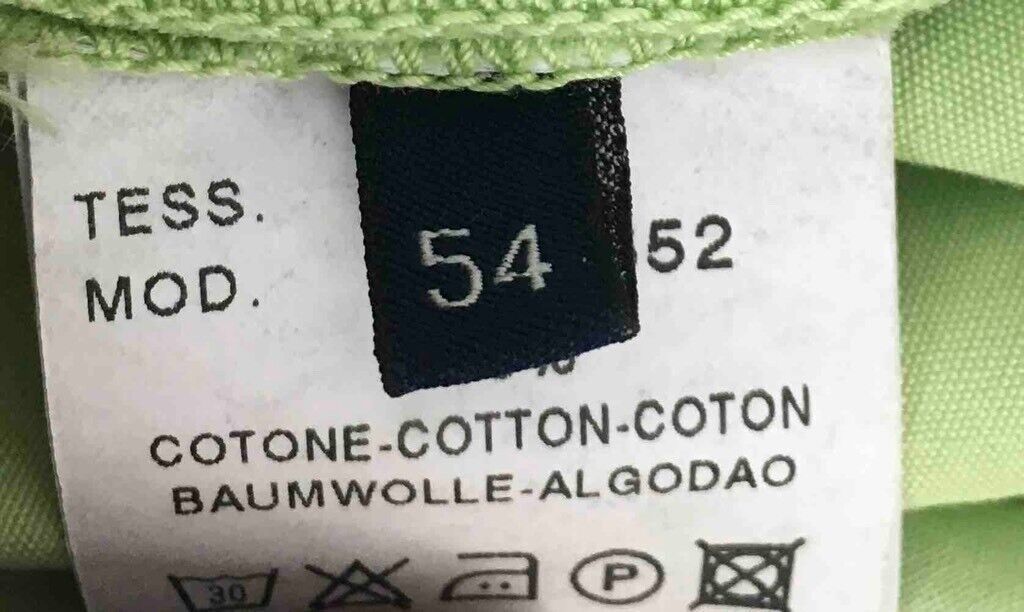 TESS.
54 52
MOD.
%
COTONE-COTTON-COTON
BAUMWOLLE-ALGODAO
30 P